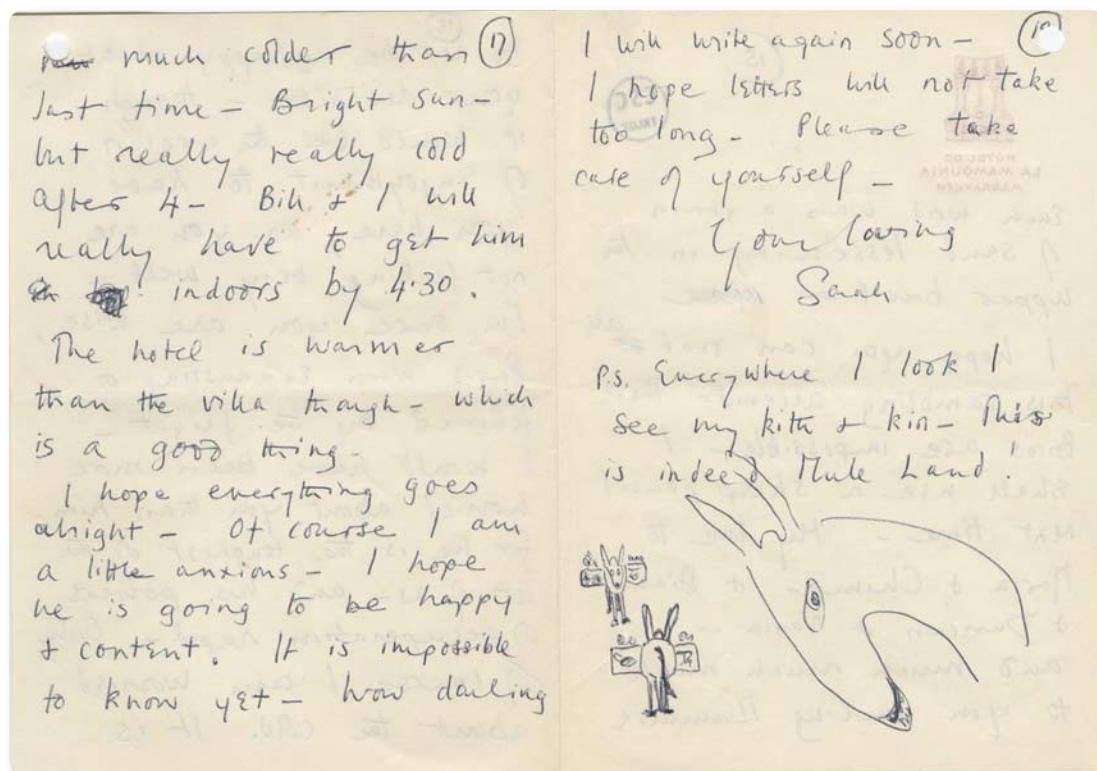 much colder than 17
last time - Bright sun -
but really really cold
after 4 - Bill & I will
really have to get him
indoors by 4.30.
The hotel is warmer
than the villa though - which
is a good thing -
I hope everything goes
alright - Of course I am
a little anxious - I hope
he is going to be happy
& content. It is impossible
to know yet - Now darling
I will write again soon -
I hope letters will not take
too long - Please take
care of yourself -
Your loving
Sarah
P.S. Everywhere I look I
see my kith & kin - This
is indeed Mule Land!